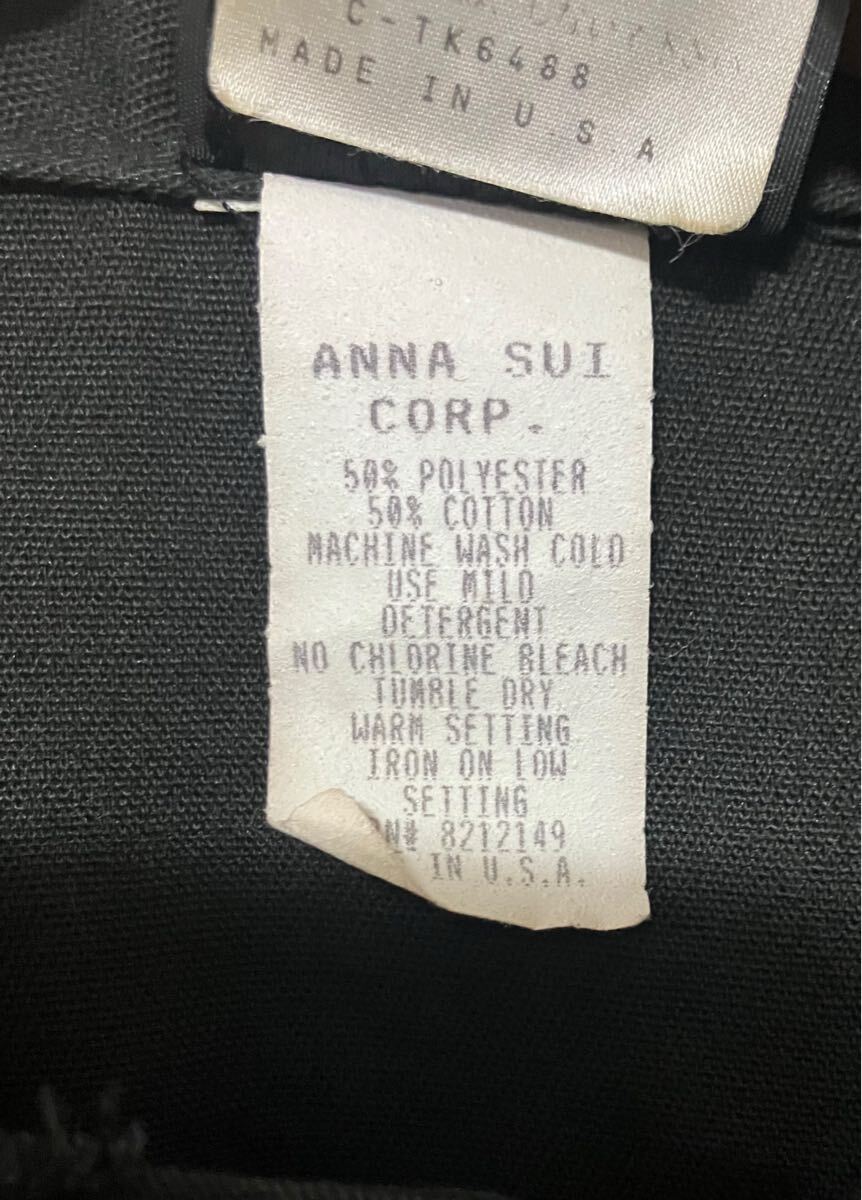 C-TK6488
MADE IN U.S.A
ANNA SUI
CORP.
50% POLYESTER
50% COTTON
MACHINE WASH COLD
USE MILD
DETERGENT
NO CHLORINE BLEACH
TUMBLE DRY
WARM SETTING
IRON ON LOW
SETTING
8212149
IN U.S.A.